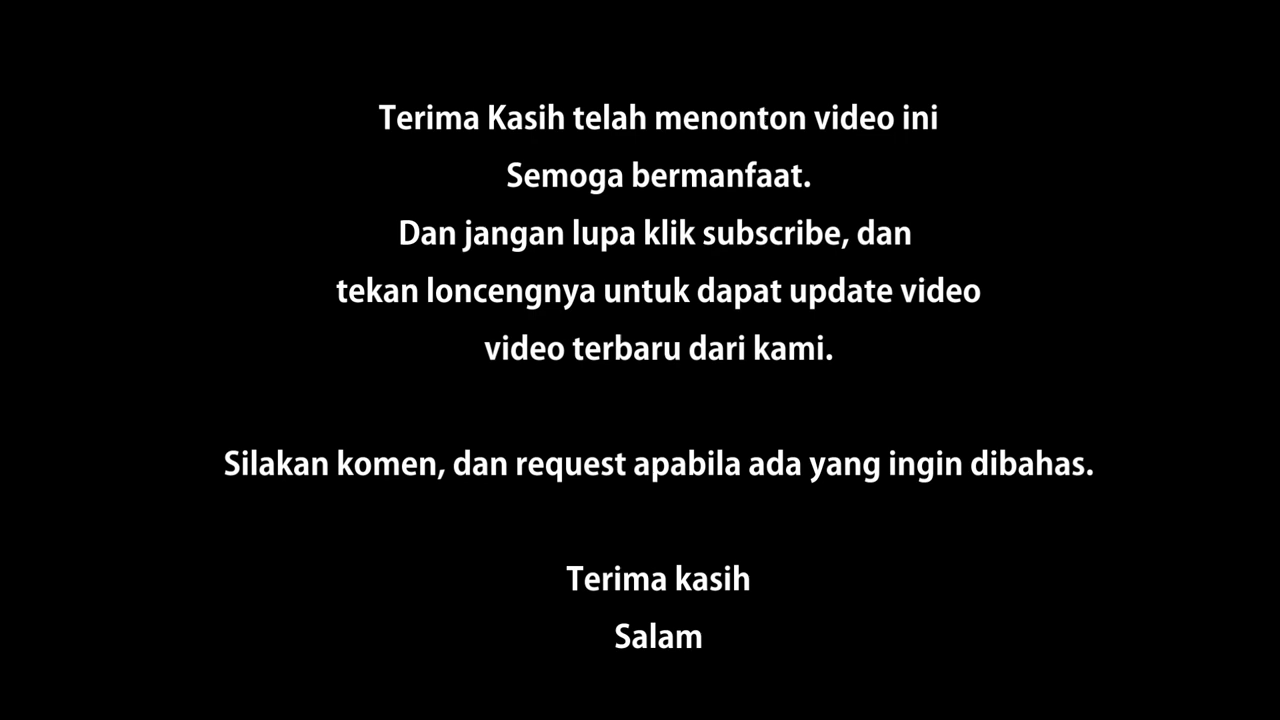 Terima Kasih telah menonton video ini
Semoga bermanfaat.
Dan jangan lupa klik subscribe, dan
tekan loncengnya untuk dapat update video
video terbaru dari kami.
Silakan komen, dan request apabila ada yang ingin dibahas.
Terima kasih
Salam